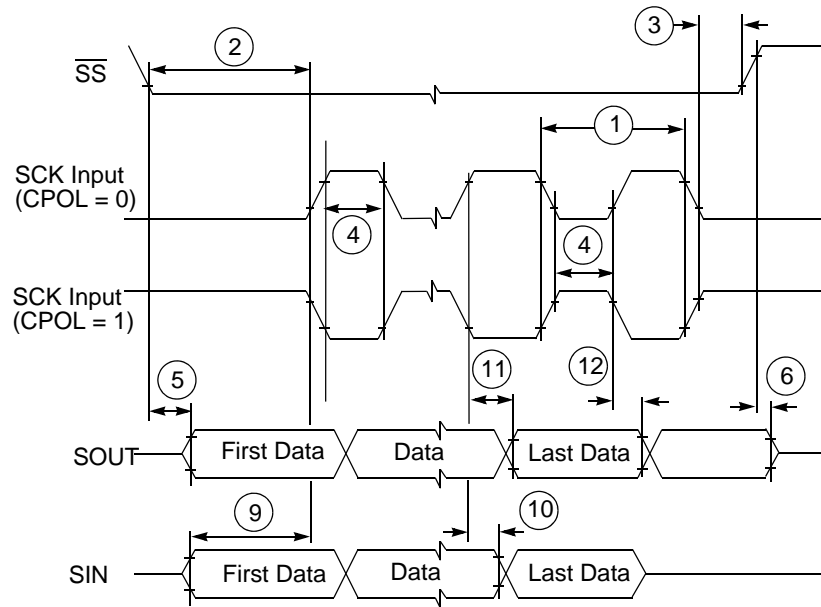 3
2
SS
1
SCK Input
(CPOL = 0)
4
4
SCK Input
(CPOL = 1)
5
11
12
6
SOUT
First Data
Data
Last Data
9
10
SIN
First Data
Data
Last Data